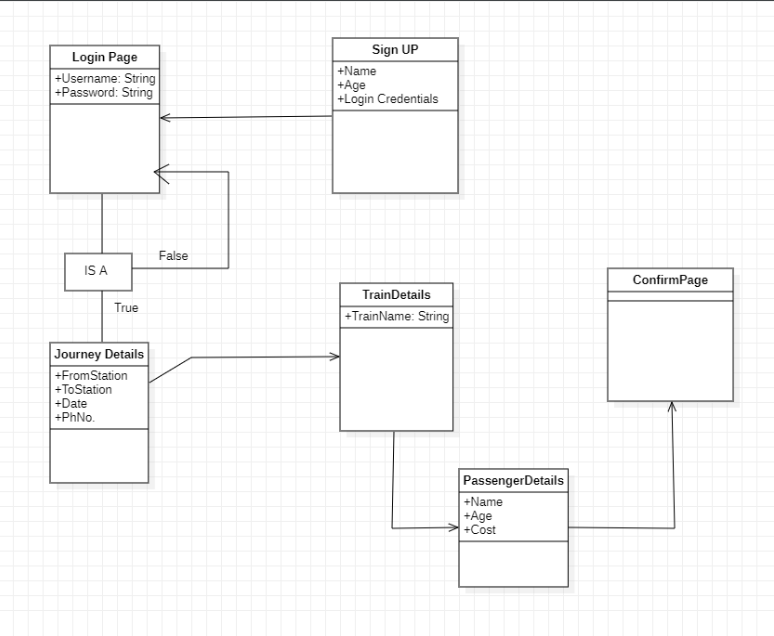 Login Page
+Username: String
+Password: String
Sign UP
+Name
+Age
+Login Credentials
IS A
False
True
Journey Details
+FromStation
+ToStation
+Date
+PhNo.
TrainDetails
+TrainName: String
ConfirmPage
PassengerDetails
+Name
+Age
+Cost